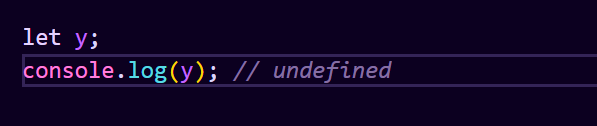 let y;
console.log(y); // undefined